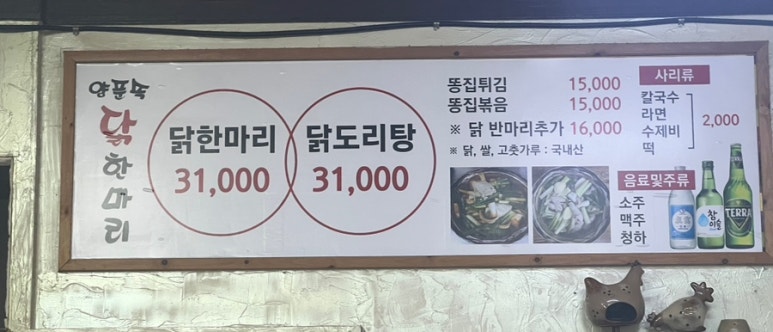 양푼속
닭한마리
닭한마리
31,000
닭도리탕
31,000
똥집튀김 15,000
똥집볶음 15,000
※ 닭 반마리추가 16,000
※ 닭, 쌀, 고춧가루 : 국내산
사리류
칼국수
라면
수제비
떡
2,000
음료및주류
소주
맥주
청하
참이슬
TERRA